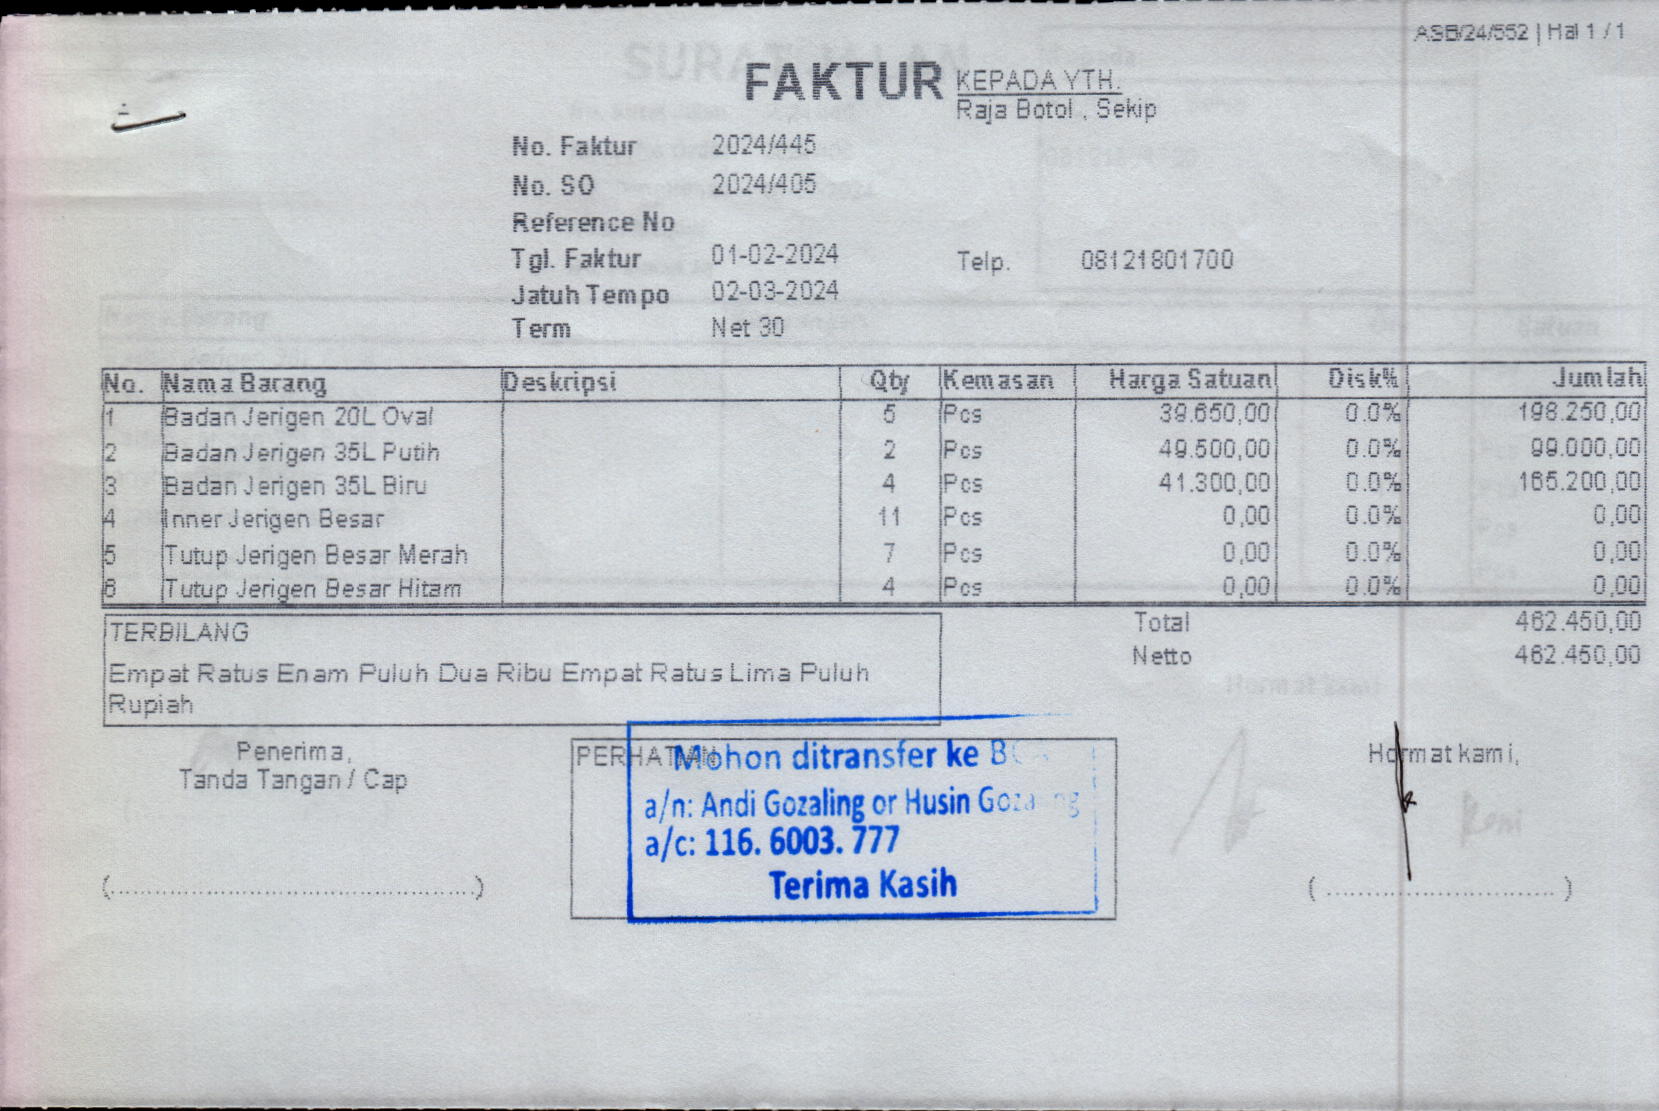 ASB/24/552 | Hal 1 / 1
FAKTUR
KEPADA YTH.
Raja Botol , Sekip
No. Faktur 2024/445
No. SO 2024/405
Reference No
Tgl. Faktur 01-02-2024
Telp. 08121801700
Jatuh Tempo 02-03-2024
Term Net 30
No. Nama Barang Deskripsi Qty Kemasan Harga Satuan Disk% Jumlah
1 Badan Jerigen 20L Oval 5 Pcs 39.650,00 0.0% 198.250,00
2 Badan Jerigen 35L Putih 2 Pcs 49.500,00 0.0% 99.000,00
3 Badan Jerigen 35L Biru 4 Pcs 41.300,00 0.0% 165.200,00
4 Inner Jerigen Besar 11 Pcs 0,00 0.0% 0,00
5 Tutup Jerigen Besar Merah 7 Pcs 0,00 0.0% 0,00
6 Tutup Jerigen Besar Hitam 4 Pcs 0,00 0.0% 0,00
Total 462.450,00
Netto 462.450,00
TERBILANG
Empat Ratus Enam Puluh Dua Ribu Empat Ratus Lima Puluh
Rupiah
Penerima,
Tanda Tangan / Cap
(..........................................)
PERHATIAN
Mohon ditransfer ke
a/n: Andi Gozaling or Husin Gozaling
a/c: 116. 6003. 777
Terima Kasih
Hormat kami,
( ............................ )